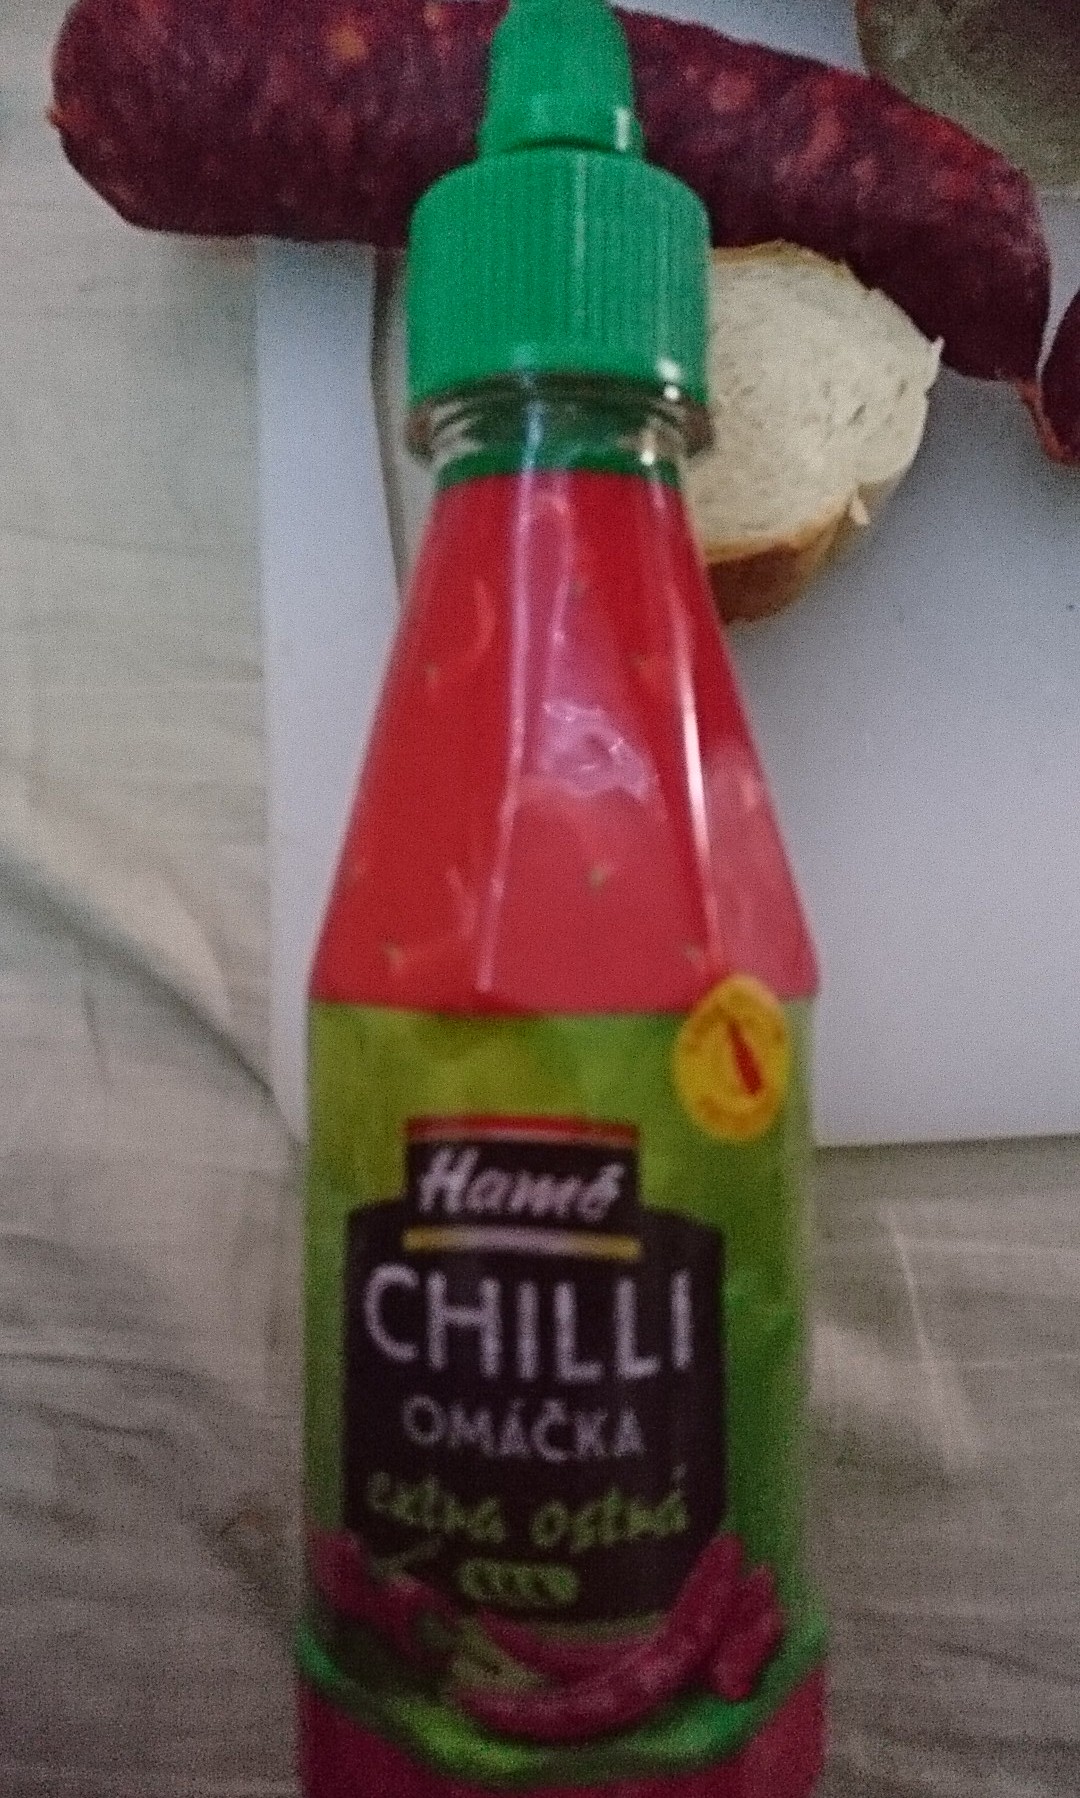 Hamé
CHILLI
OMÁČKA
extra ostrá